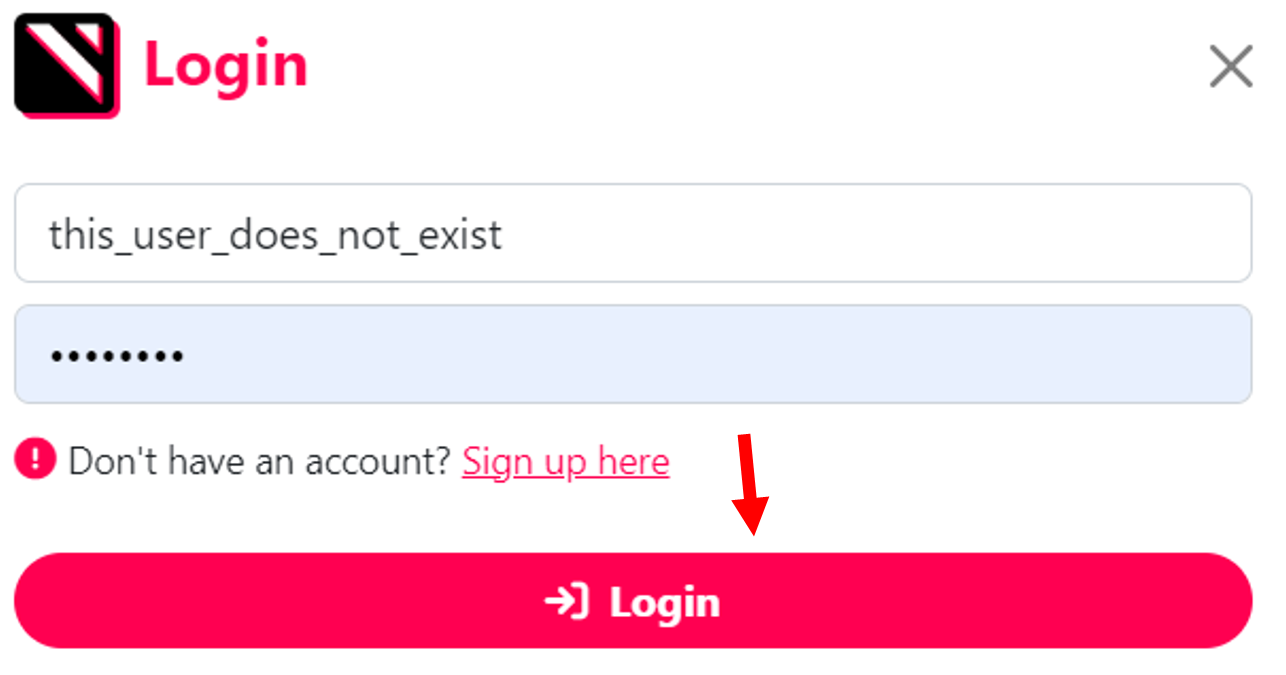 Login
this_user_does_not_exist
••••••••
Don't have an account? Sign up here
Login